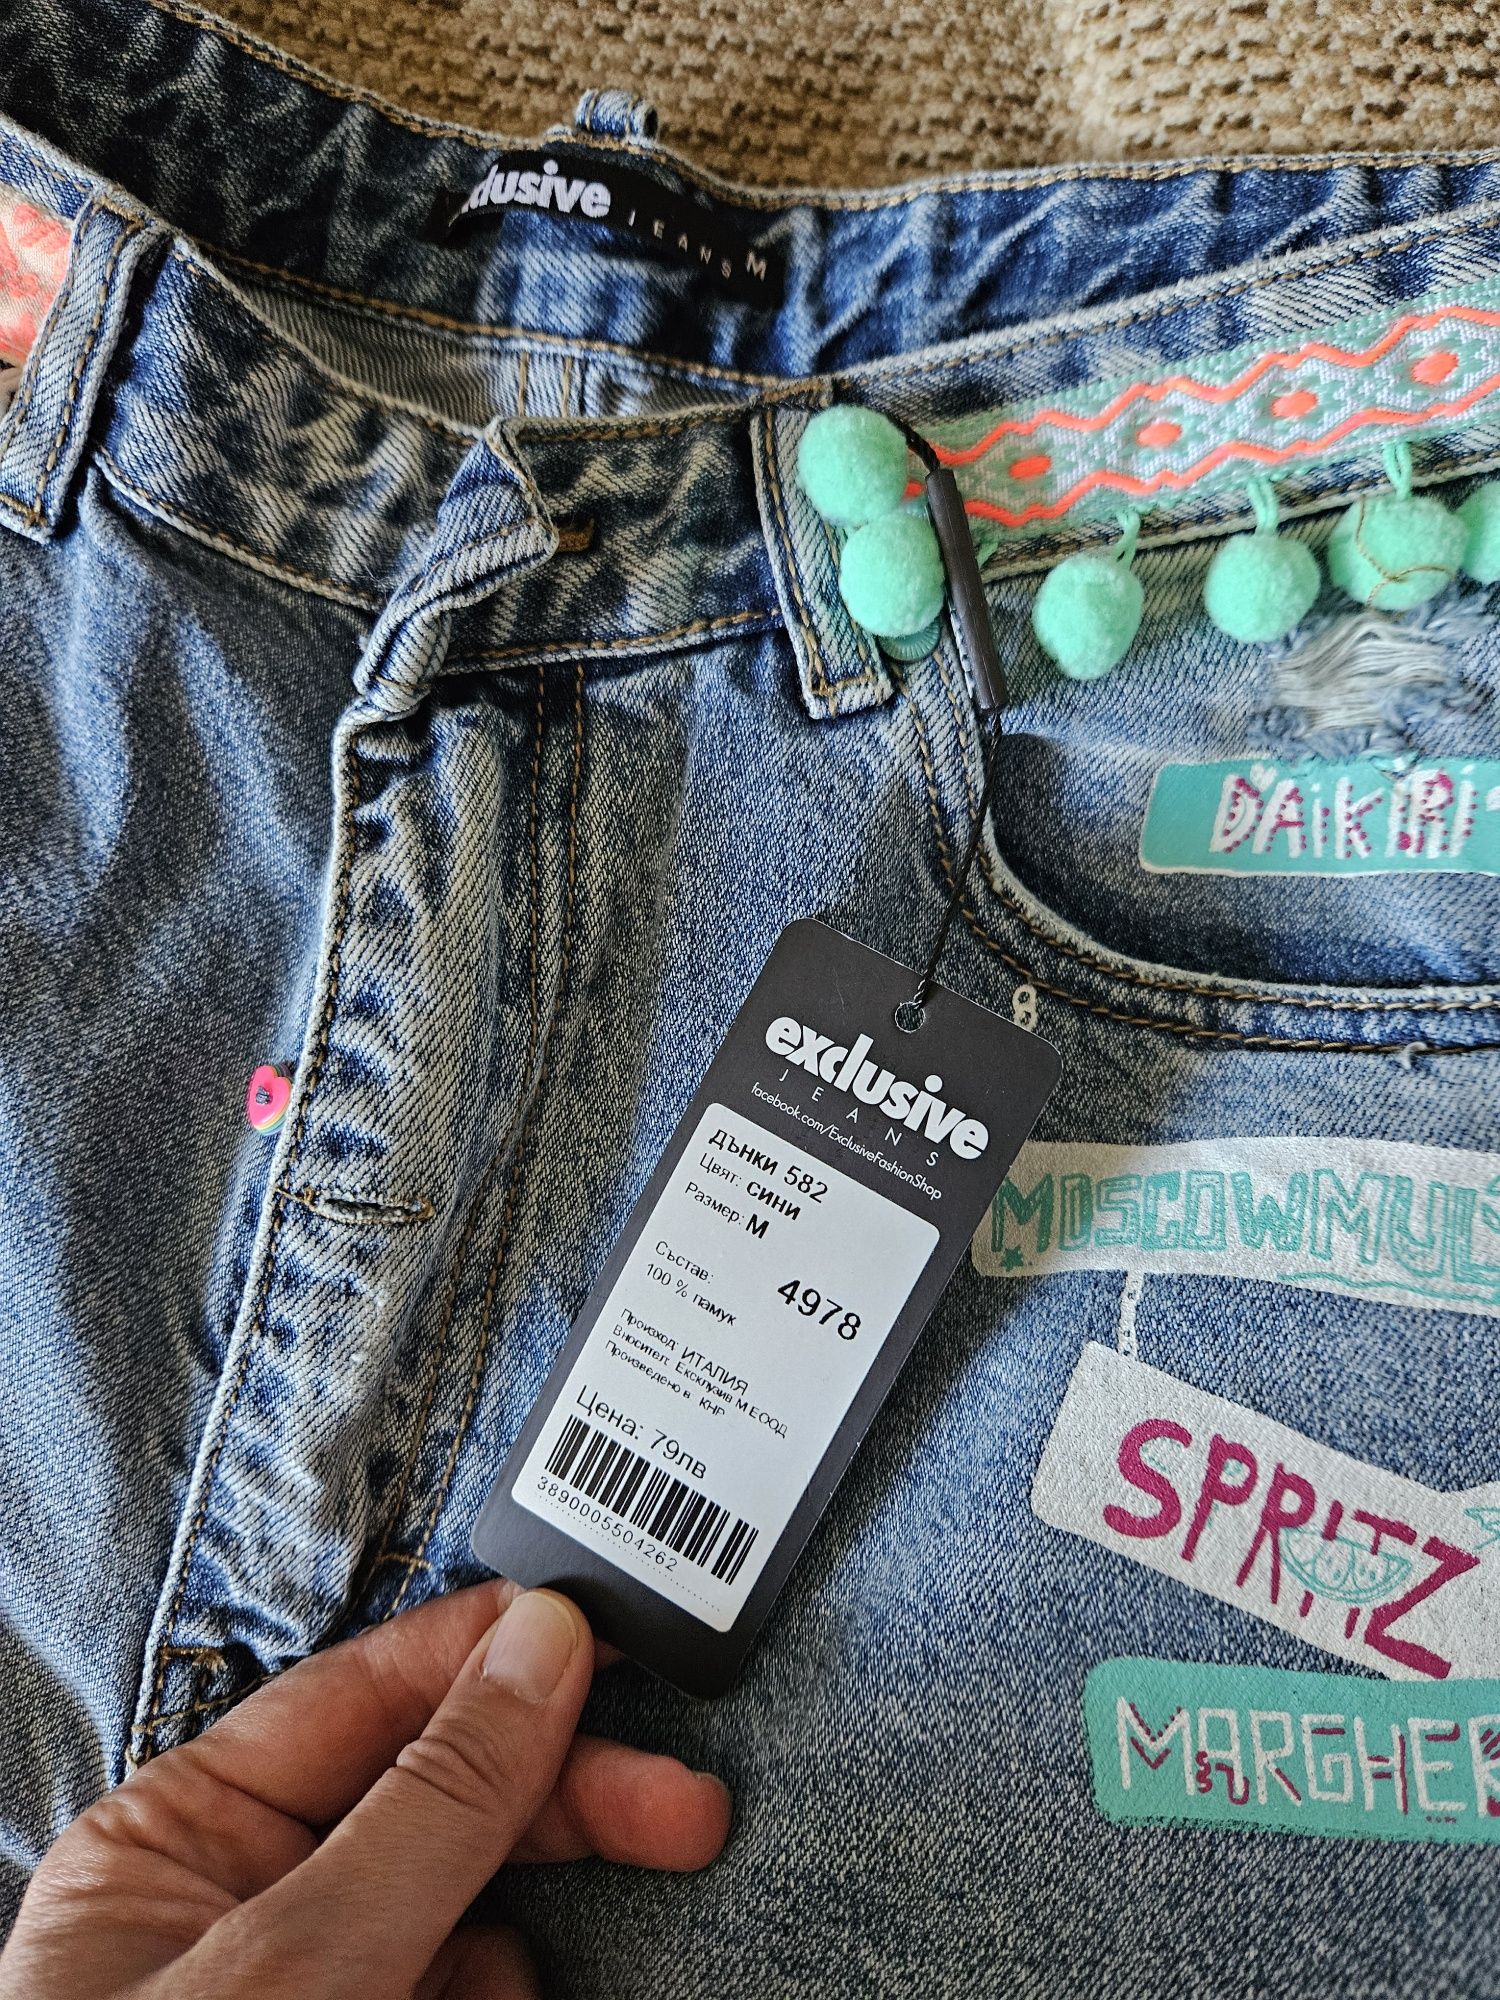 clusive
JEANS M
DAiKiRi
exclusive
JEANS
facebook.com/ExclusiveFashionShop
ДЪНКИ 582
Цвят: СИНИ
Размер: M
Състав:
100 % памук
4978
Произход: ИТАЛИЯ
Вносител: Ексклузив М ЕООД
Произведено в КНР
Цена: 79лв
3890005504262
MOSCOWMUL
SPRITZ
MARGHER